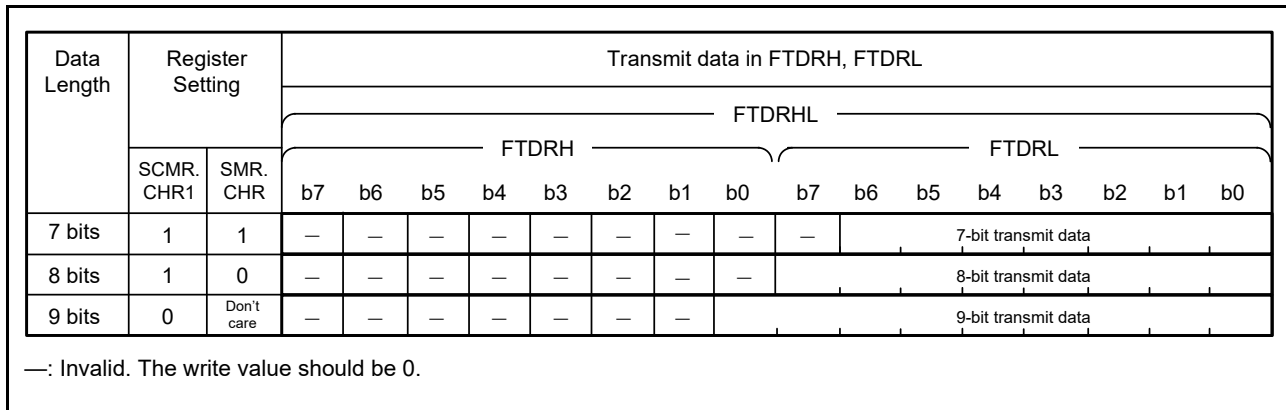 Data Length Register Setting Transmit data in FTDRH, FTDRL
FTDRHL
FTDRH FTDRL
SCMR. CHR1 SMR. CHR b7 b6 b5 b4 b3 b2 b1 b0 b7 b6 b5 b4 b3 b2 b1 b0
7 bits 1 1 — — — — — — — — — 7-bit transmit data
8 bits 1 0 — — — — — — — — 8-bit transmit data
9 bits 0 Don't care — — — — — — — 9-bit transmit data
—: Invalid. The write value should be 0.